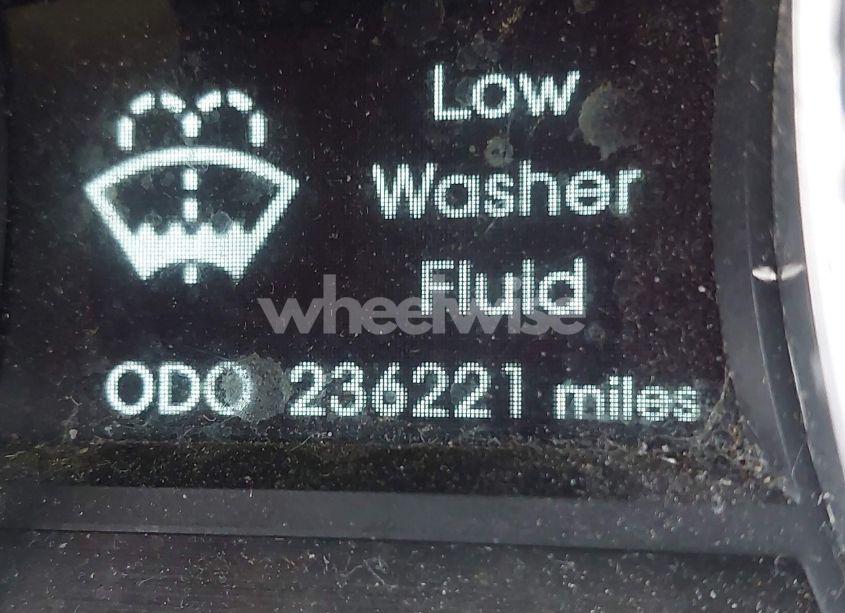 Low
Washer
Fluid
wheelwise
ODO 236221 miles